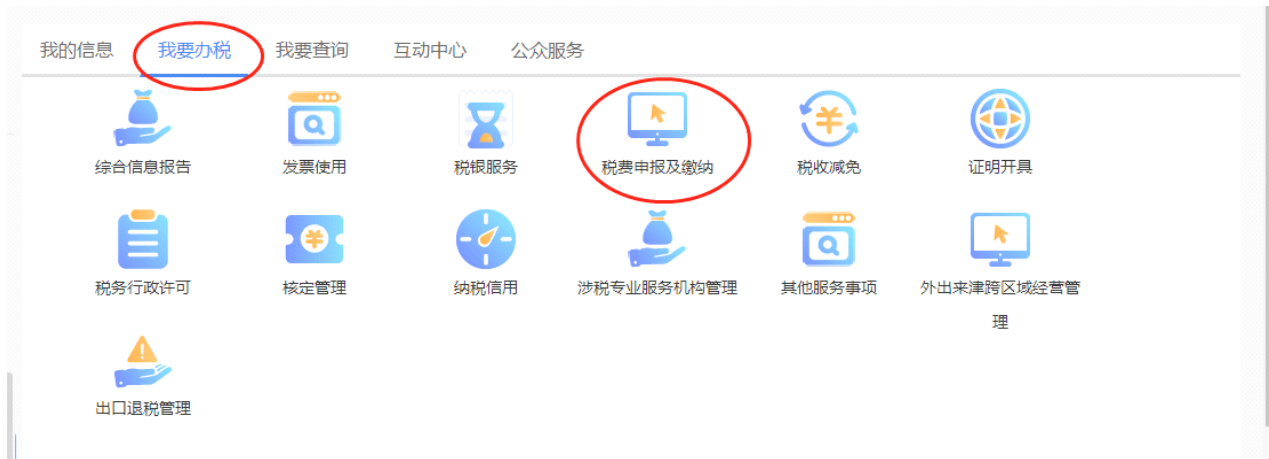 我的信息 我要办税 我要查询 互动中心 公众服务
综合信息报告 发票使用 税银服务 税费申报及缴纳 税收减免 证明开具
税务行政许可 核定管理 纳税信用 涉税专业服务机构管理 其他服务事项 外出来津跨区域经营管
理
出口退税管理